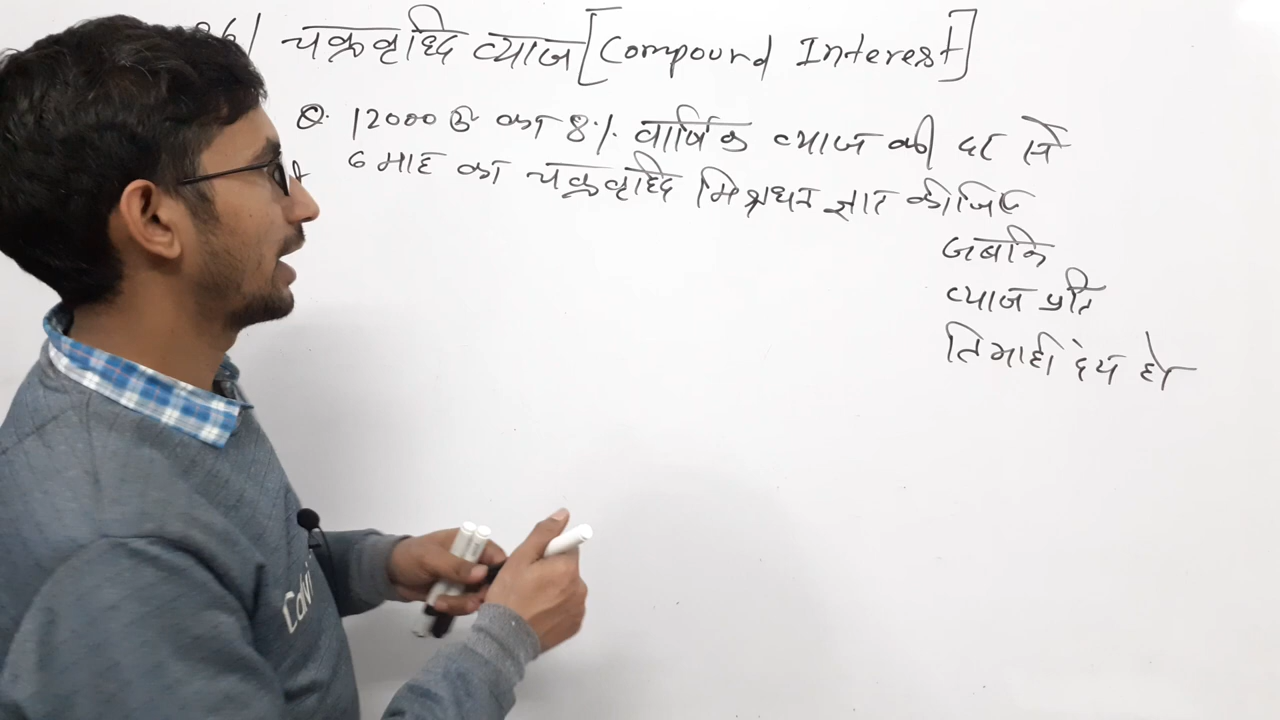 चक्रवृध्दि व्याज [Compound Interest]
Q. 12000 रु का 8% वार्षिक व्याज की दर से
6 माह का चक्रवृध्दि मिश्रधन ज्ञात कीजिए
जबकि
व्याज प्रति
तिमाही देय हो